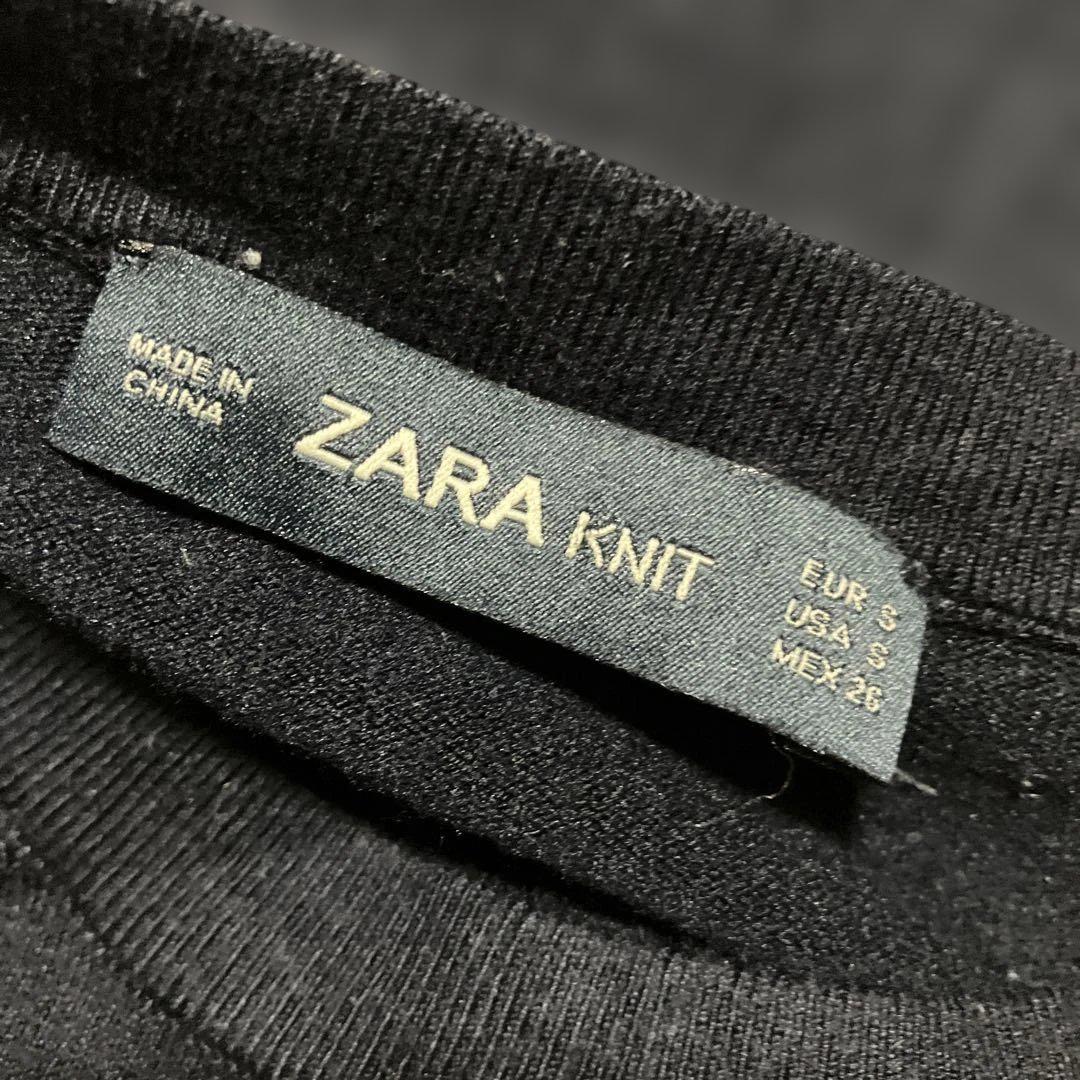 MADE IN
CHINA
ZARA KNIT
EUR S
USA S
MEX 26